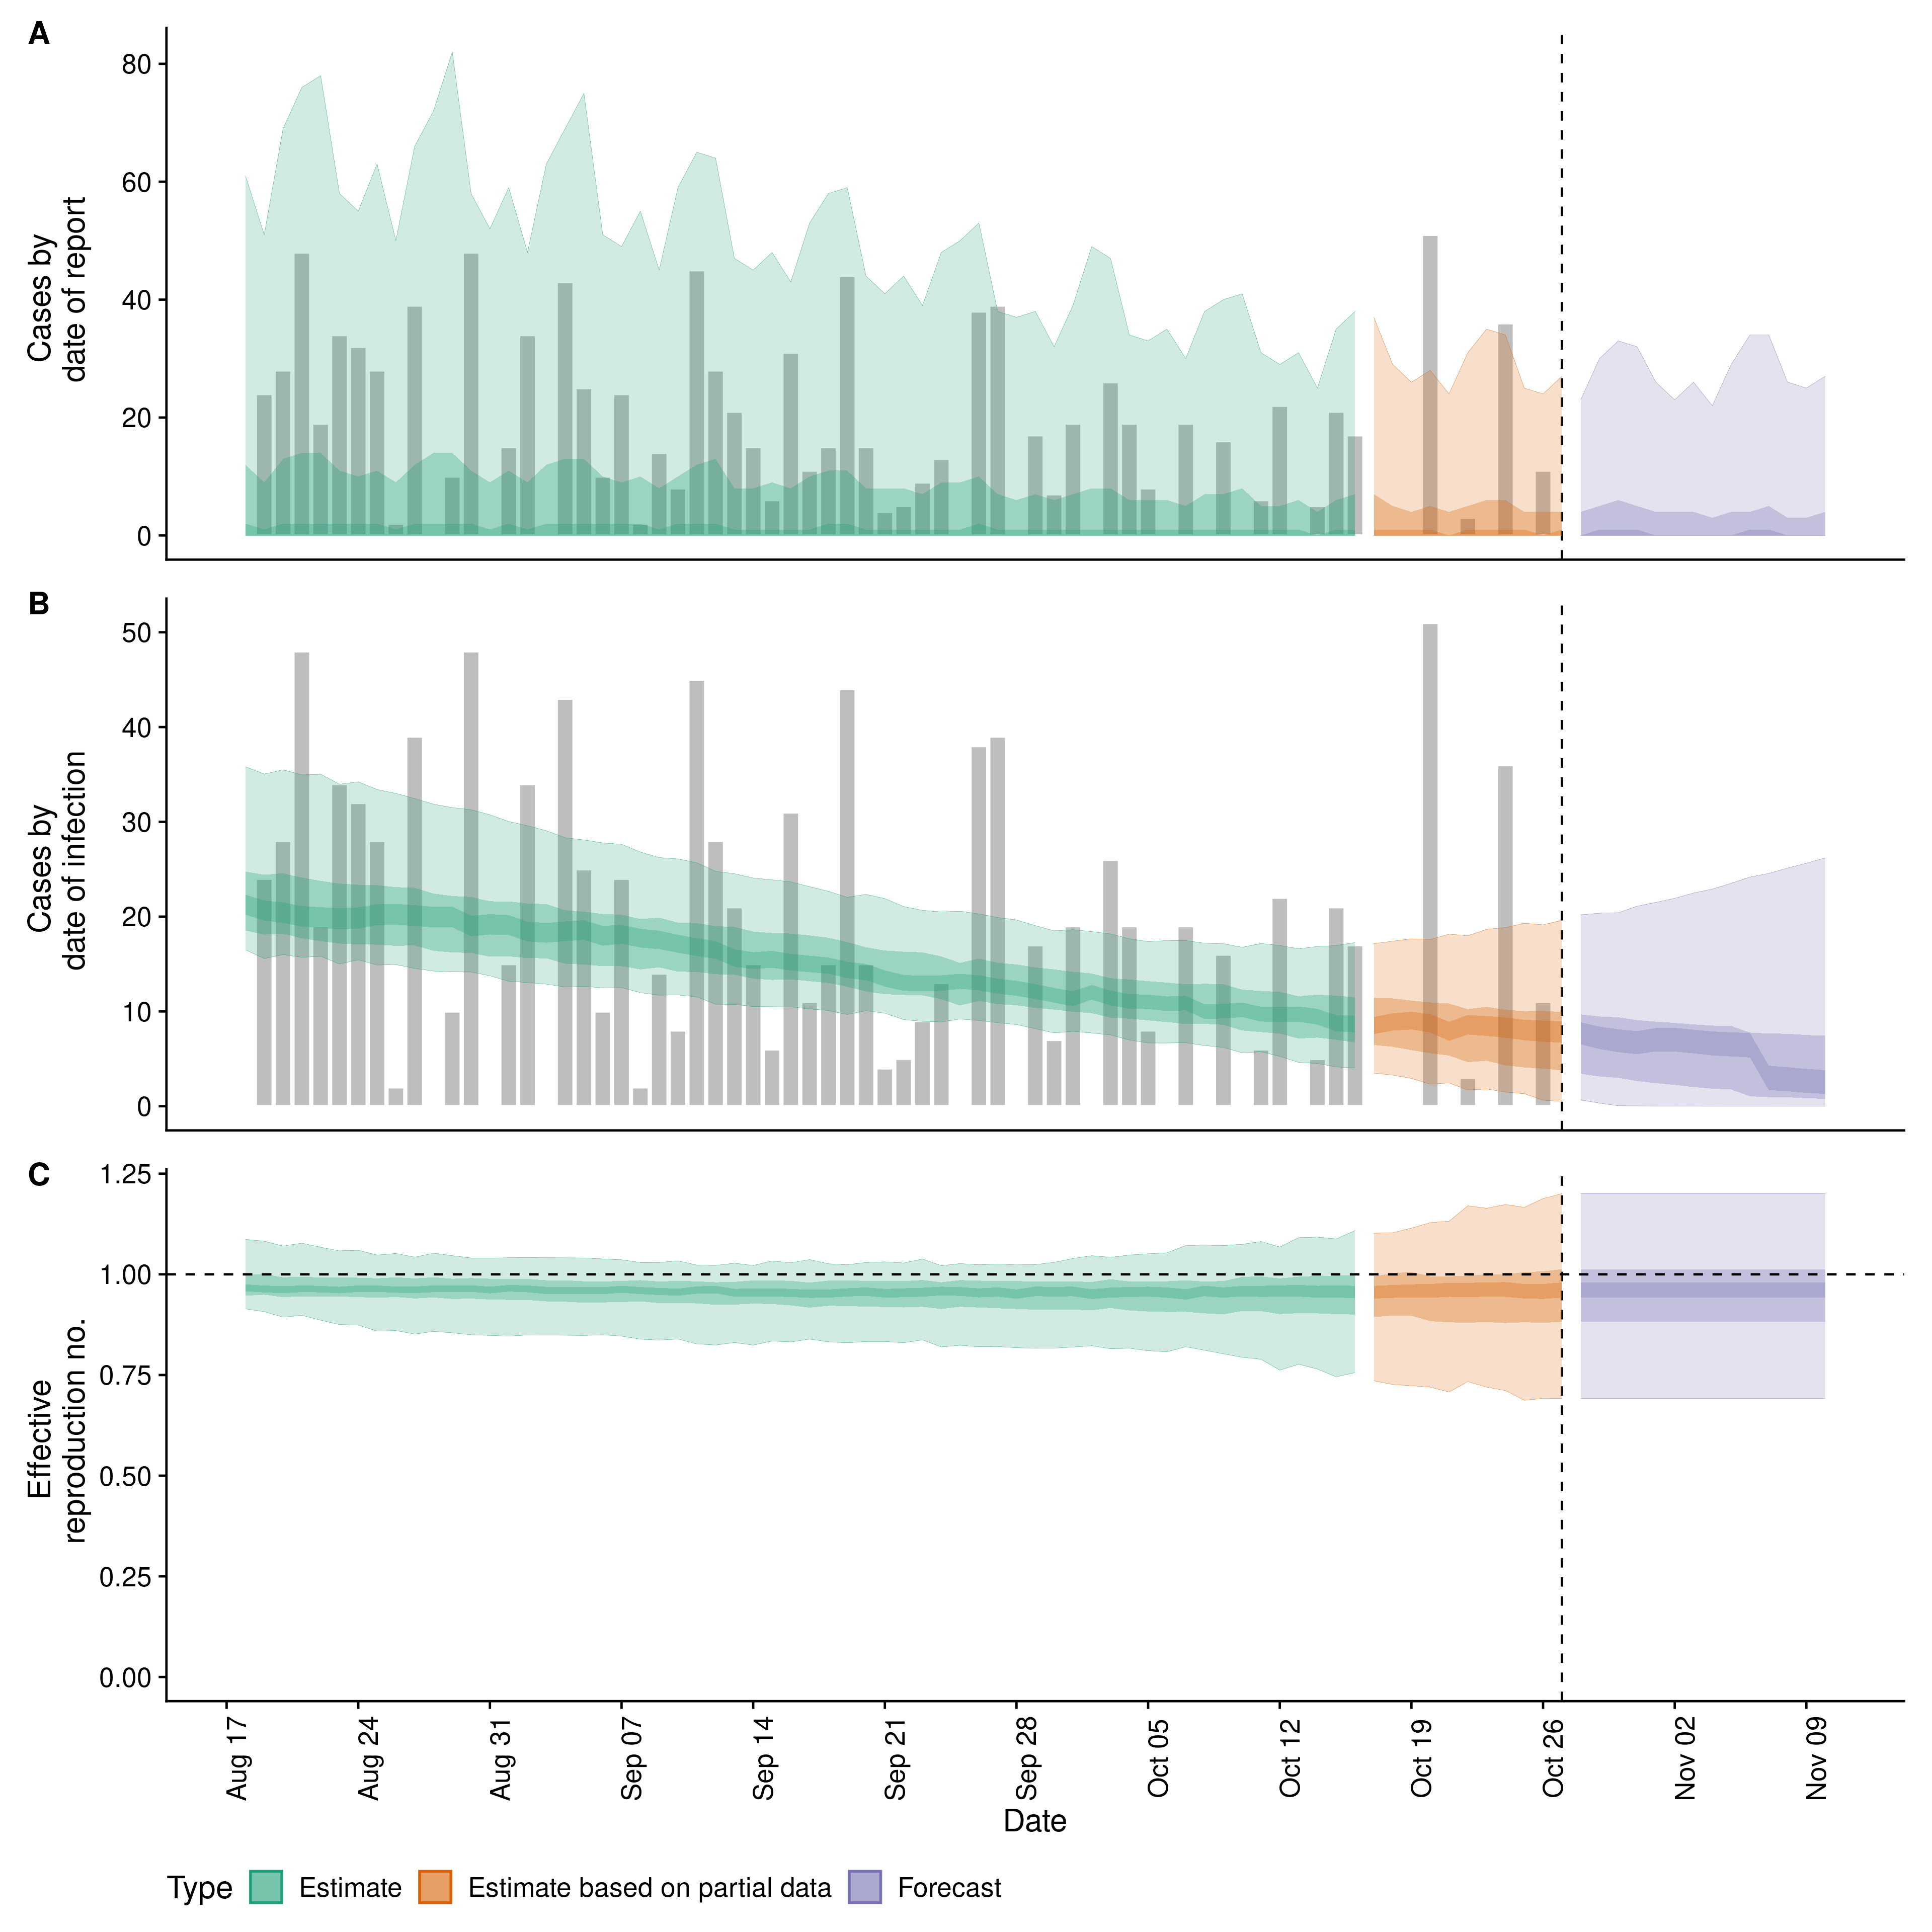 A
80
60
40
20
0
Cases by
date of report
B
50
40
30
20
10
0
Cases by
date of infection
C
1.25
1.00
0.75
0.50
0.25
0.00
Effective
reproduction no.
Aug 17
Aug 24
Aug 31
Sep 07
Sep 14
Sep 21
Sep 28
Oct 05
Oct 12
Oct 19
Oct 26
Nov 02
Nov 09
Date
Type Estimate Estimate based on partial data Forecast